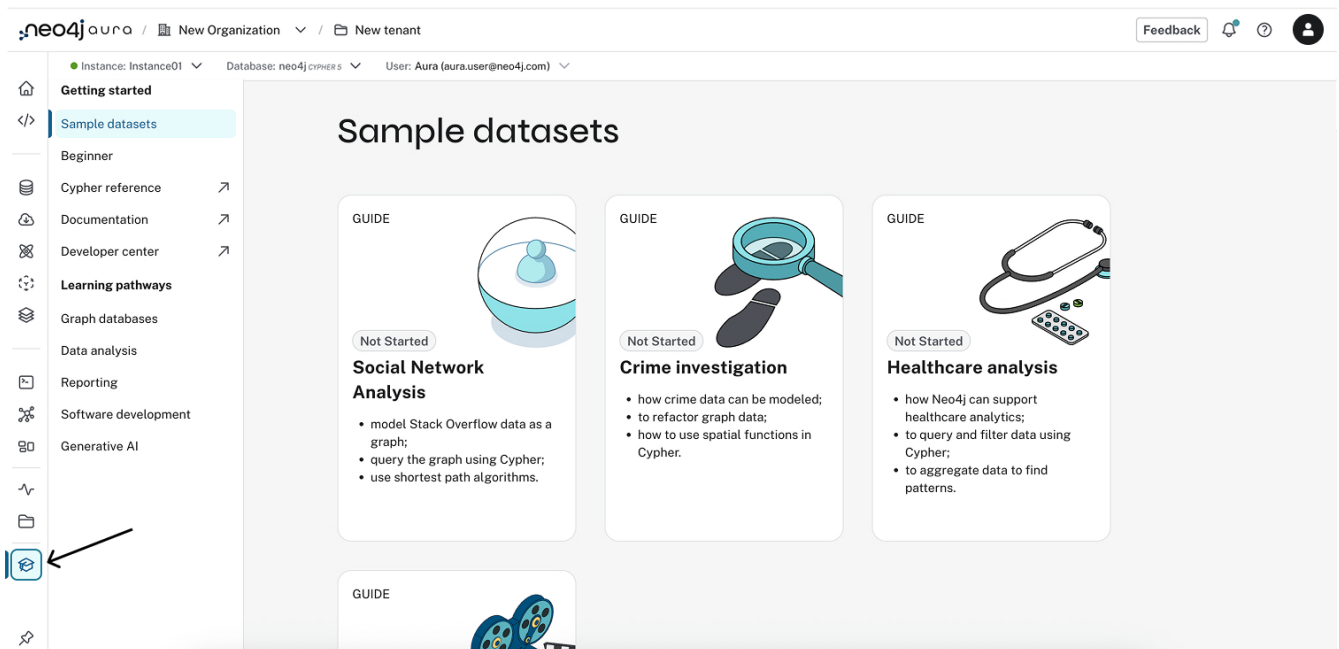 neo4j aura / New Organization / New tenant
Feedback
Instance: Instance01
Database: neo4j CYPHER 5
User: Aura (aura.user@neo4j.com)
Getting started
Sample datasets
Beginner
Cypher reference
Documentation
Developer center
Learning pathways
Graph databases
Data analysis
Reporting
Software development
Generative AI
Sample datasets
GUIDE
Not Started
Social Network
Analysis
• model Stack Overflow data as a
graph;
• query the graph using Cypher;
• use shortest path algorithms.
GUIDE
Not Started
Crime investigation
• how crime data can be modeled;
• to refactor graph data;
• how to use spatial functions in
Cypher.
GUIDE
Not Started
Healthcare analysis
• how Neo4j can support
healthcare analytics;
• to query and filter data using
Cypher;
• to aggregate data to find
patterns.
GUIDE